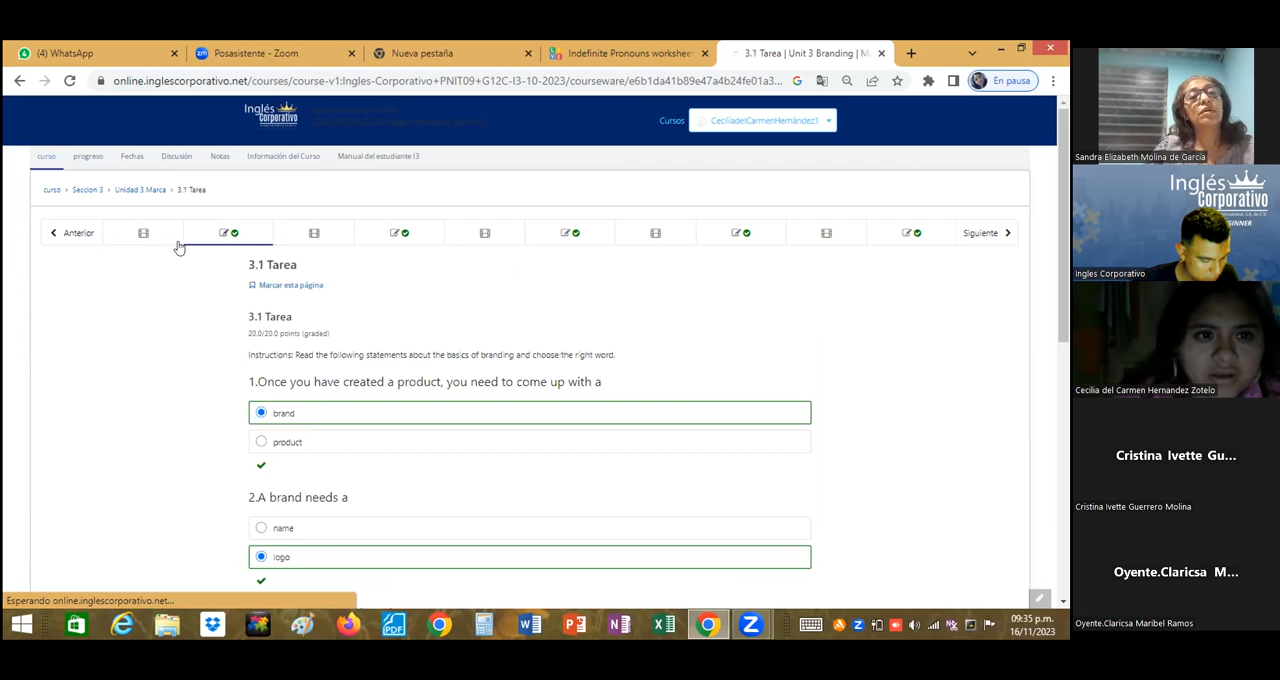 (4) WhatsApp
Posasistente - Zoom
Nueva pestaña
Indefinite Pronouns workshee
3.1 Tarea | Unit 3 Branding | M
online.inglescorporativo.net/courses/course-v1:Ingles-Corporativo+PNIT09+G12C-I3-10-2023/courseware/e6b1da41b89e47a4b24fe01a3...
En pausa
Inglés
Corporativo
Cursos
CeciliadelCarmenHernández1
curso
progreso
Fechas
Discusión
Notas
Información del Curso
Manual del estudiante I3
curso > Seccion 3 > Unidad 3 Marca > 3.1 Tarea
Anterior
Siguiente
3.1 Tarea
Marcar esta página
3.1 Tarea
20.0/20.0 points (graded)
Instructions: Read the following statements about the basics of branding and choose the right word.
1.Once you have created a product, you need to come up with a
brand
product
2.A brand needs a
name
logo
Esperando online.inglescorporativo.net...
09:35 p.m.
16/11/2023
Sandra Elizabeth Molina de García
Inglés
Corporativo
Ingles Corporativo
Cecilia del Carmen Hernandez Zotelo
Cristina Ivette Gu...
Cristina Ivette Guerrero Molina
Oyente.Claricsa M...
Oyente.Claricsa Maribel Ramos